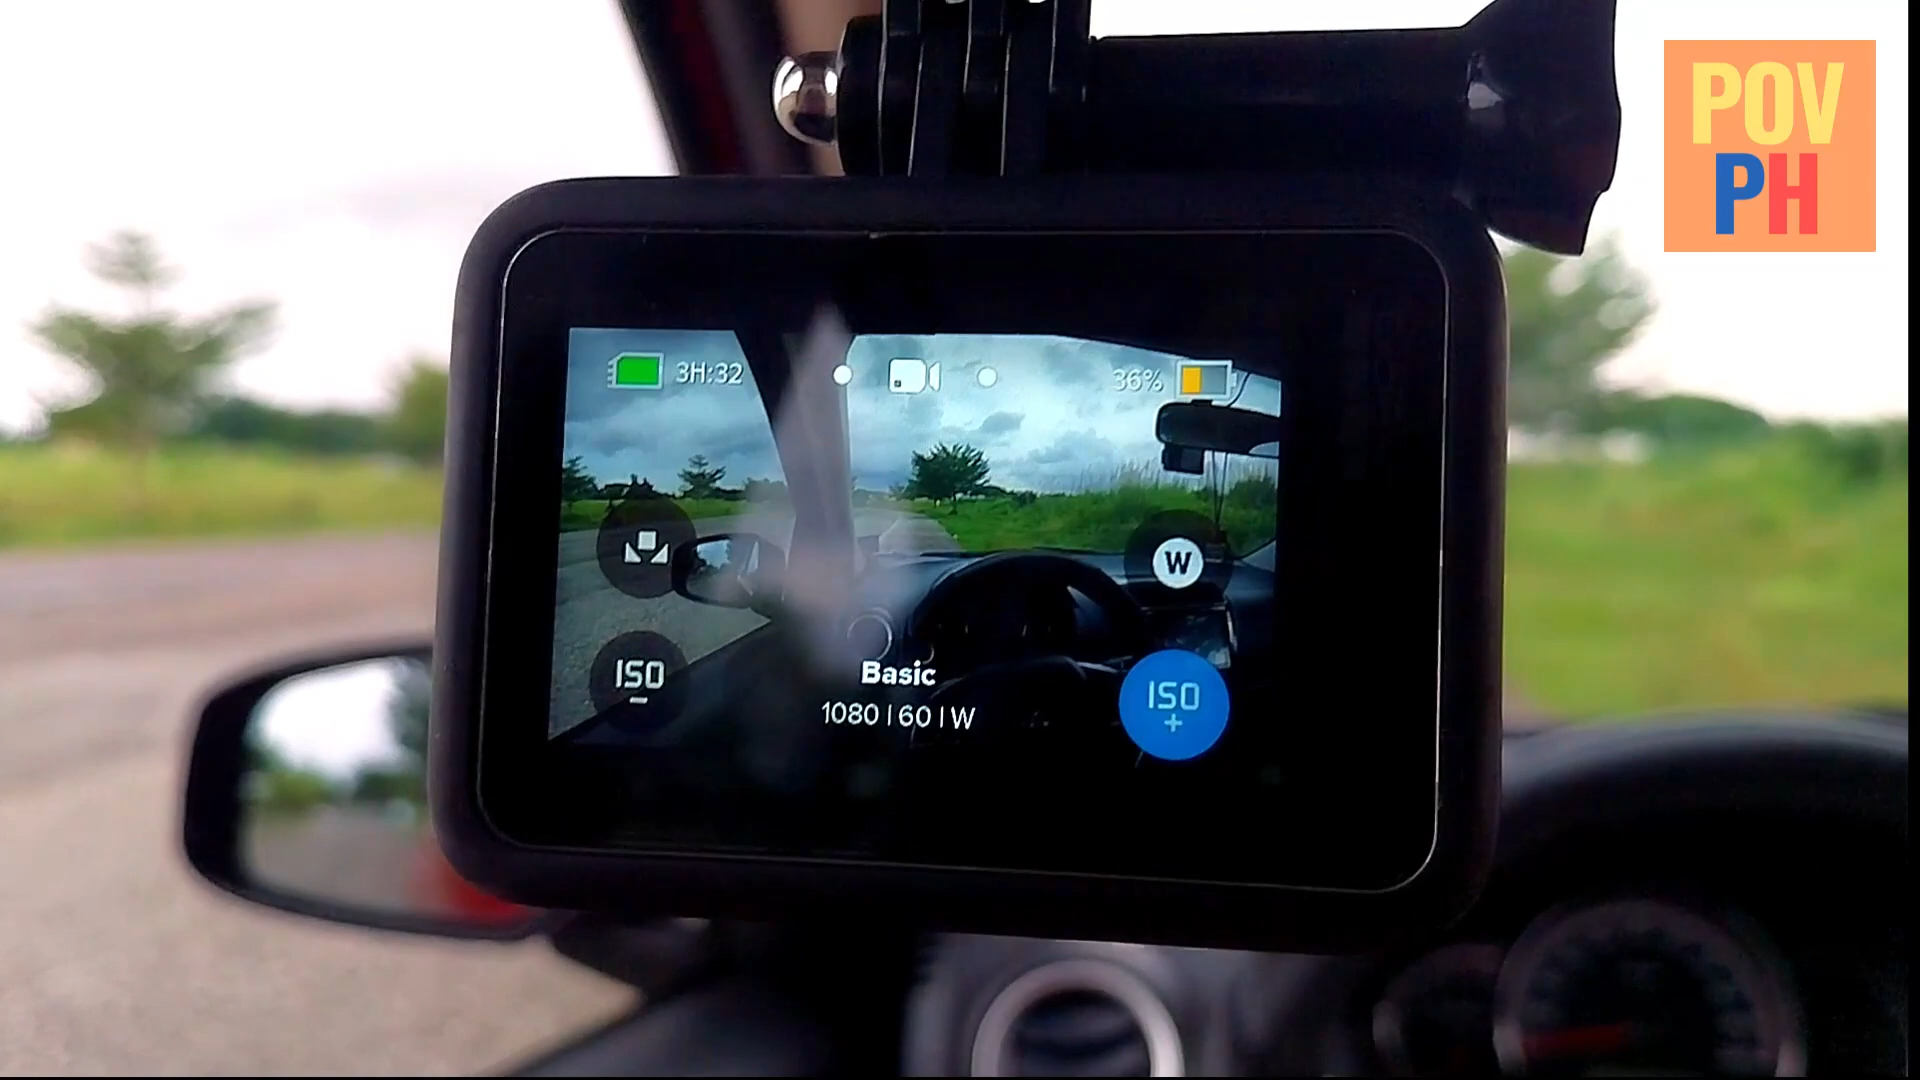 POV
PH
3H:32
36%
W
ISO
−
Basic
1080 | 60 | W
ISO
+